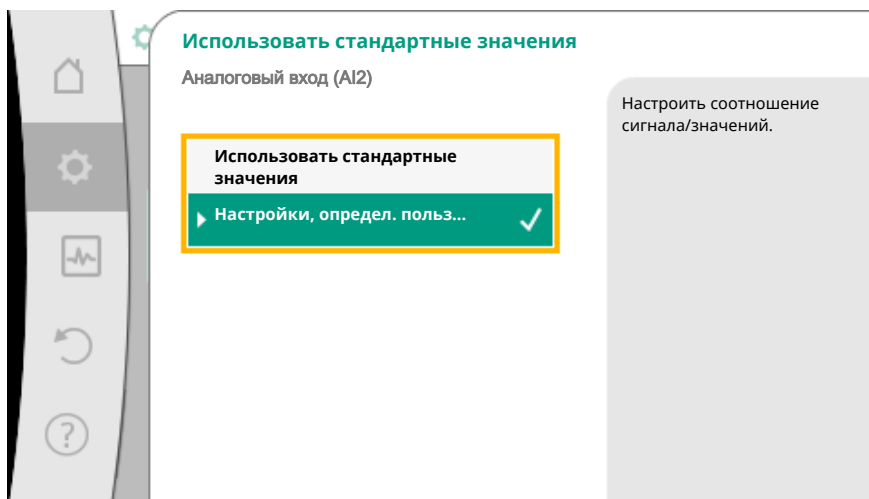 Использовать стандартные значения
Аналоговый вход (AI2)
Использовать стандартные
значения
Настройки, определ. польз...
Настроить соотношение
сигнала/значений.
?